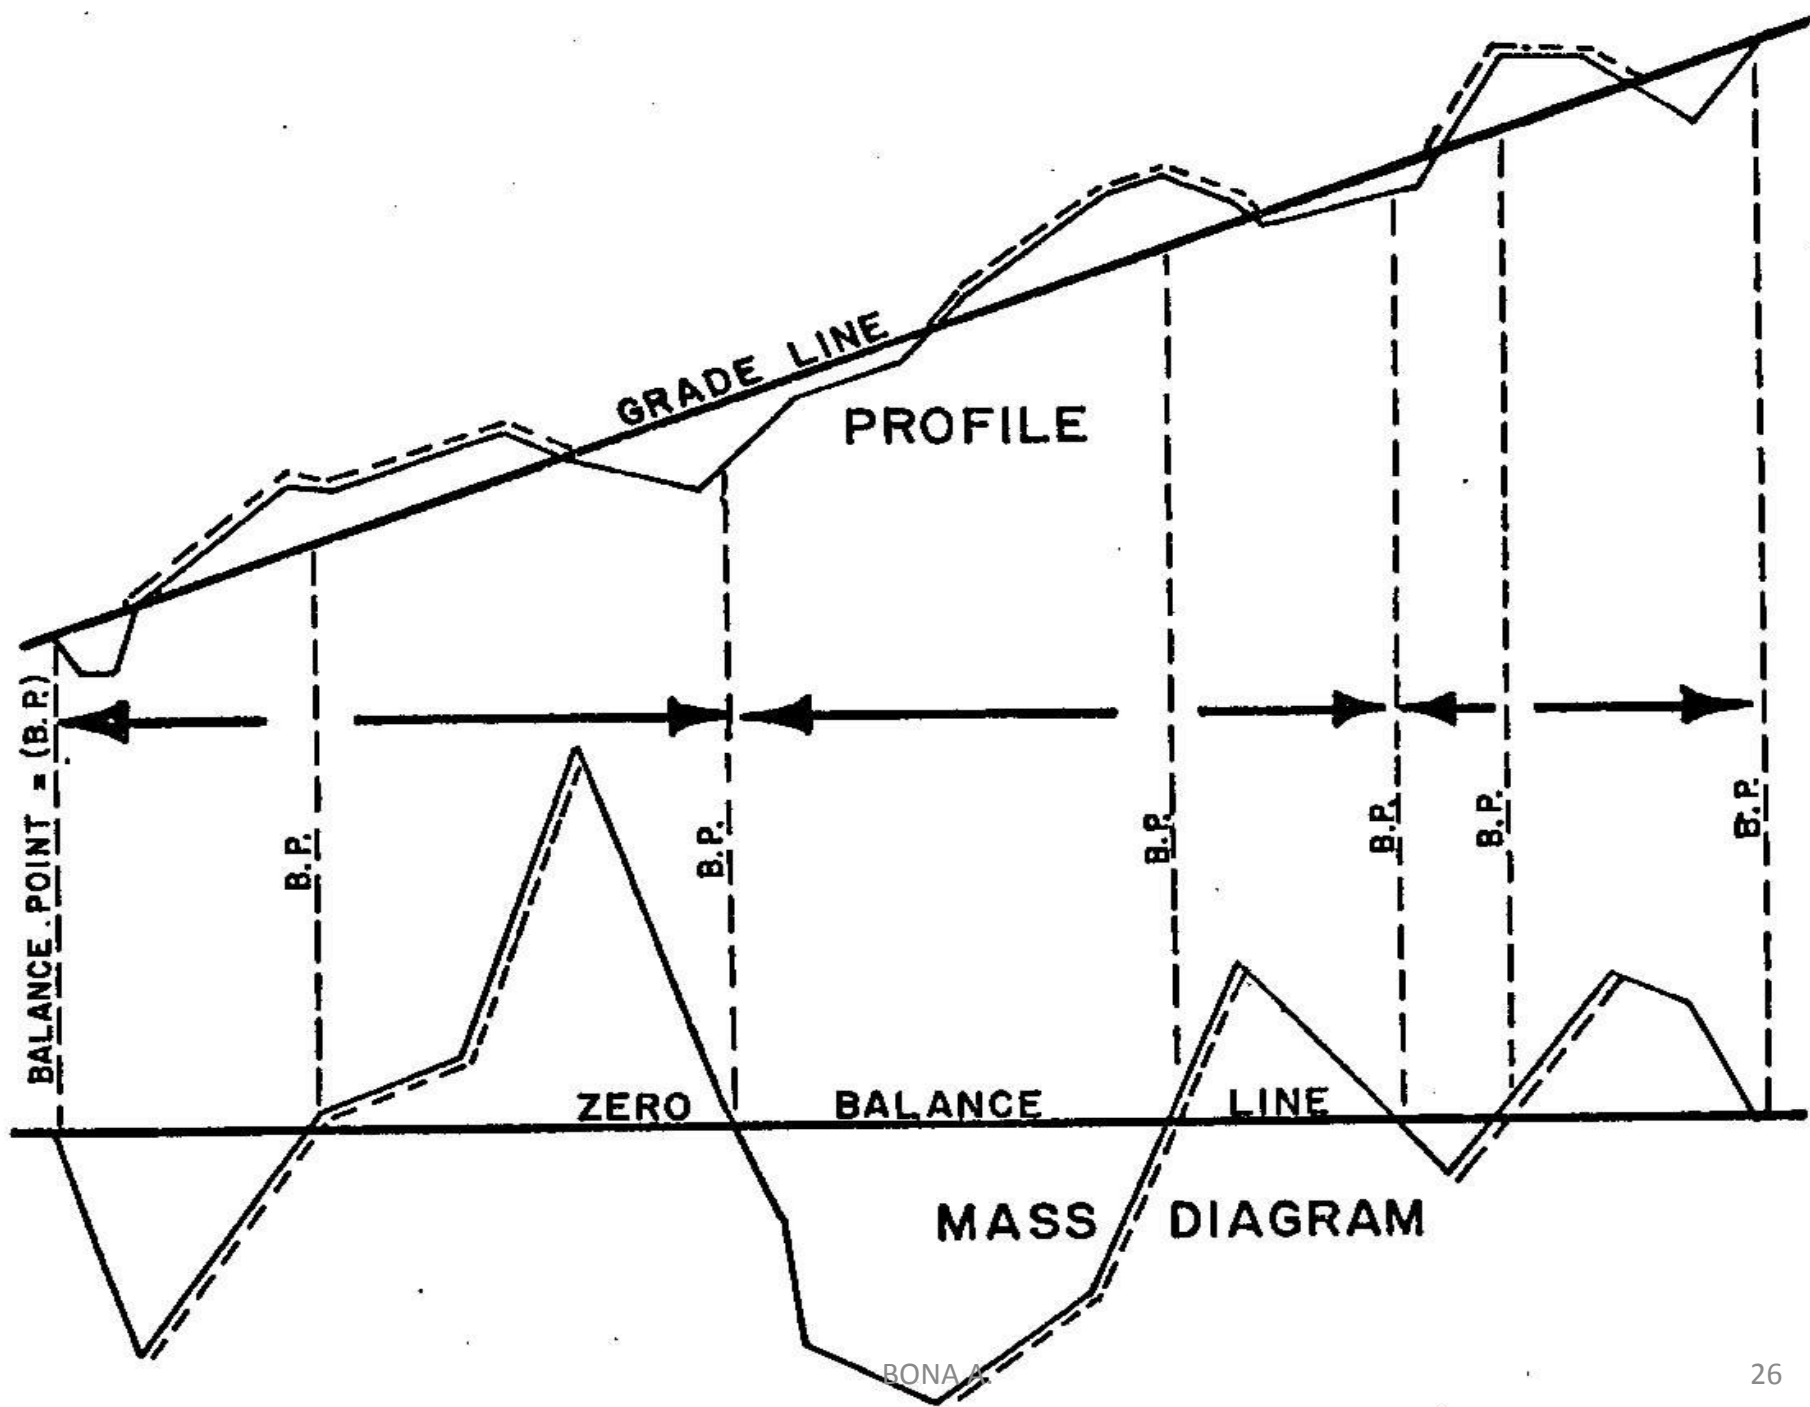 GRADE LINE
PROFILE
BALANCE POINT = (B.P.)
B.P.
B.P.
B.P.
B.P.
B.P.
B.P.
ZERO BALANCE LINE
MASS DIAGRAM
BONA A.
26